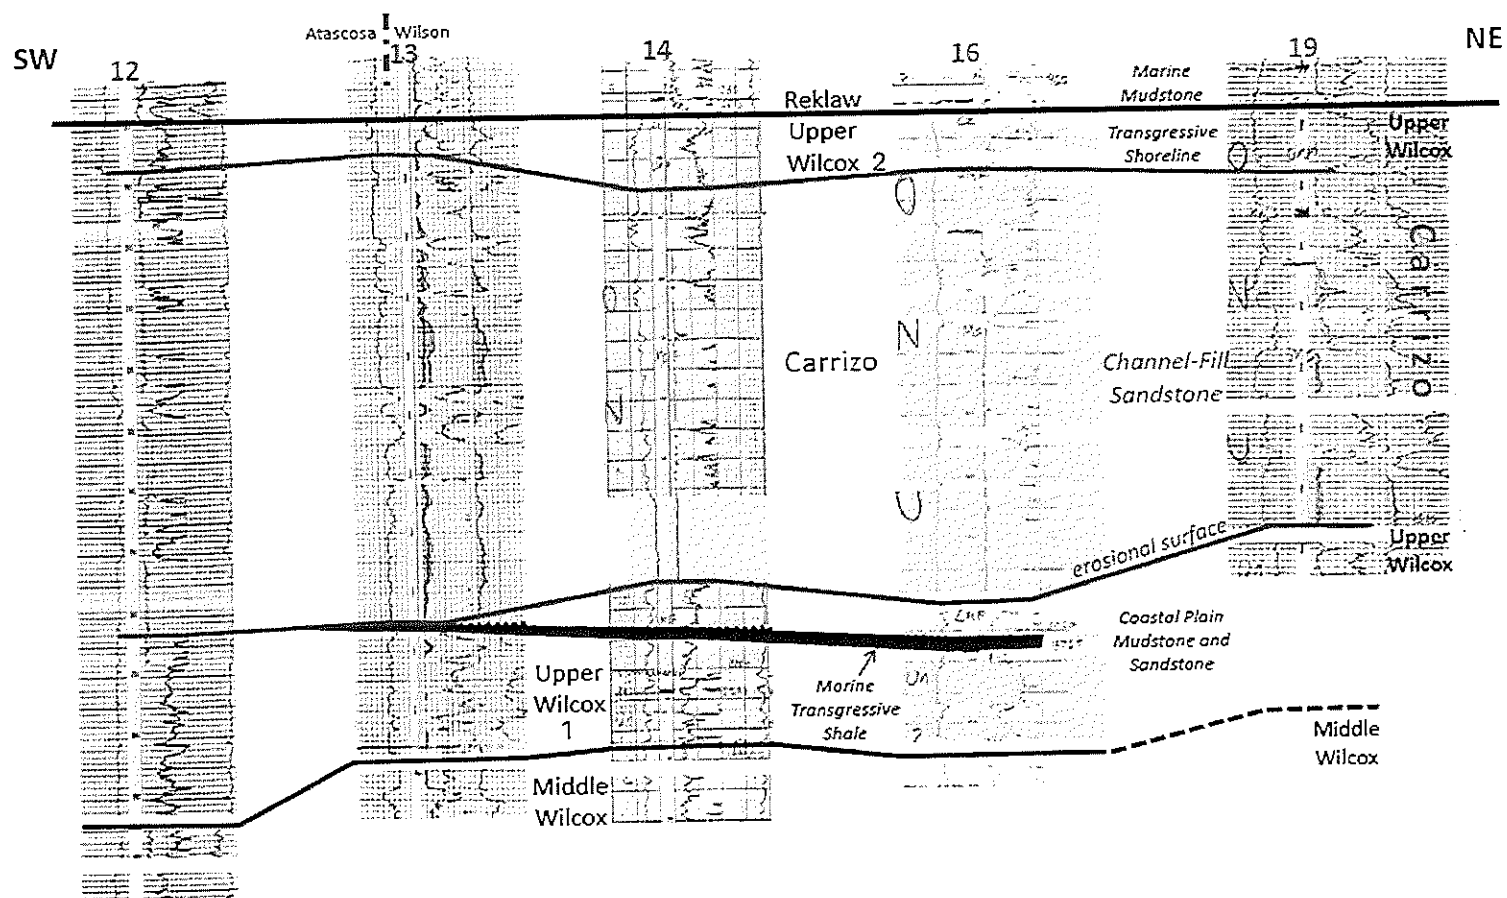 SW
Atascosa
Wilson
NE
12
13
14
16
19
Reklaw
Marine
Mudstone
Upper
Wilcox 2
Transgressive
Shoreline
Upper
Wilcox
Carrizo
Channel-Fill
Sandstone
Carrizo
erosional surface
Upper
Wilcox
Coastal Plain
Mudstone and
Sandstone
Upper
Wilcox
1
Marine
Transgressive
Shale
?
Middle
Wilcox
Middle
Wilcox